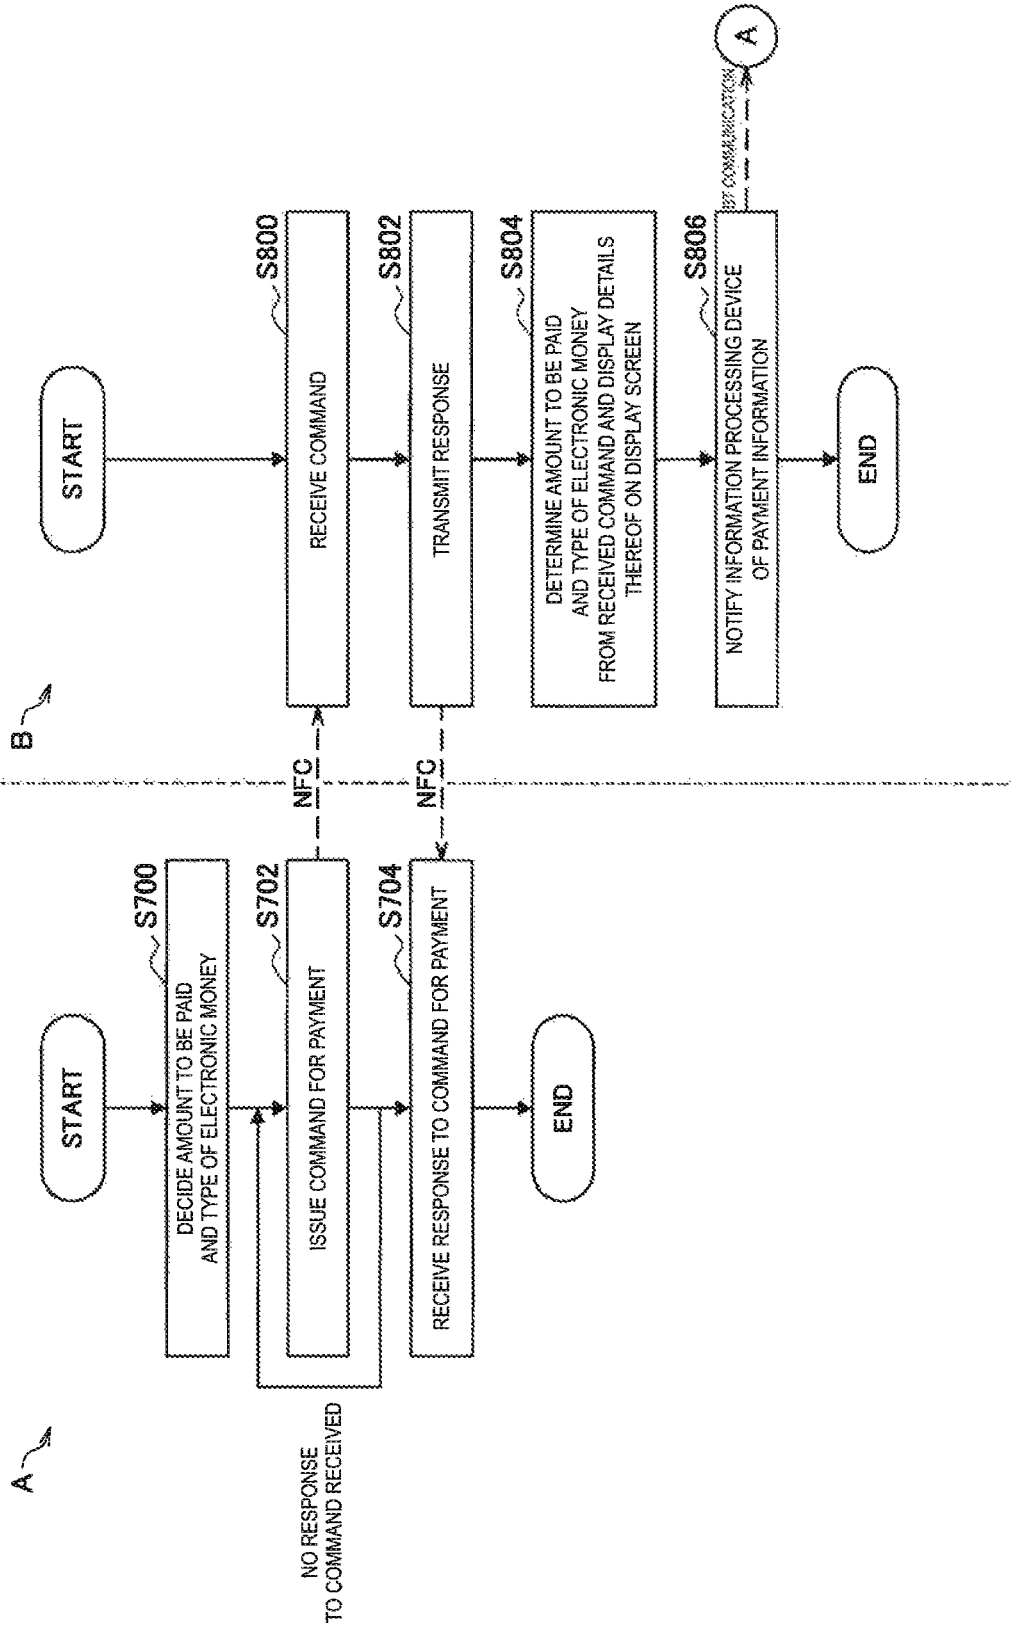 A
START
S700
DECIDE AMOUNT TO BE PAID
AND TYPE OF ELECTRONIC MONEY
S702
ISSUE COMMAND FOR PAYMENT
NO RESPONSE
TO COMMAND RECEIVED
S704
RECEIVE RESPONSE TO COMMAND FOR PAYMENT
END
NFC
NFC
B
START
S800
RECEIVE COMMAND
S802
TRANSMIT RESPONSE
S804
DETERMINE AMOUNT TO BE PAID
AND TYPE OF ELECTRONIC MONEY
FROM RECEIVED COMMAND AND DISPLAY DETAILS
THEREOF ON DISPLAY SCREEN
S806
NOTIFY INFORMATION PROCESSING DEVICE
OF PAYMENT INFORMATION
BT COMMUNICATION
A
END